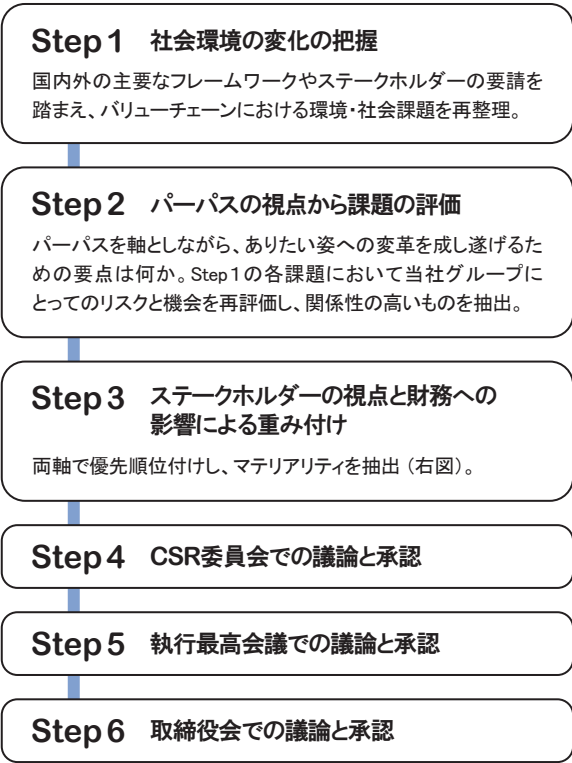 Step 1 社会環境の変化の把握
国内外の主要なフレームワークやステークホルダーの要請を
踏まえ、バリューチェーンにおける環境・社会課題を再整理。
Step 2 パーパスの視点から課題の評価
パーパスを軸としながら、ありたい姿への変革を成し遂げるた
めの要点は何か。Step1の各課題において当社グループに
とってのリスクと機会を再評価し、関係性の高いものを抽出。
Step 3 ステークホルダーの視点と財務への
影響による重み付け
両軸で優先順位付けし、マテリアリティを抽出（右図）。
Step 4 CSR委員会での議論と承認
Step 5 執行最高会議での議論と承認
Step 6 取締役会での議論と承認